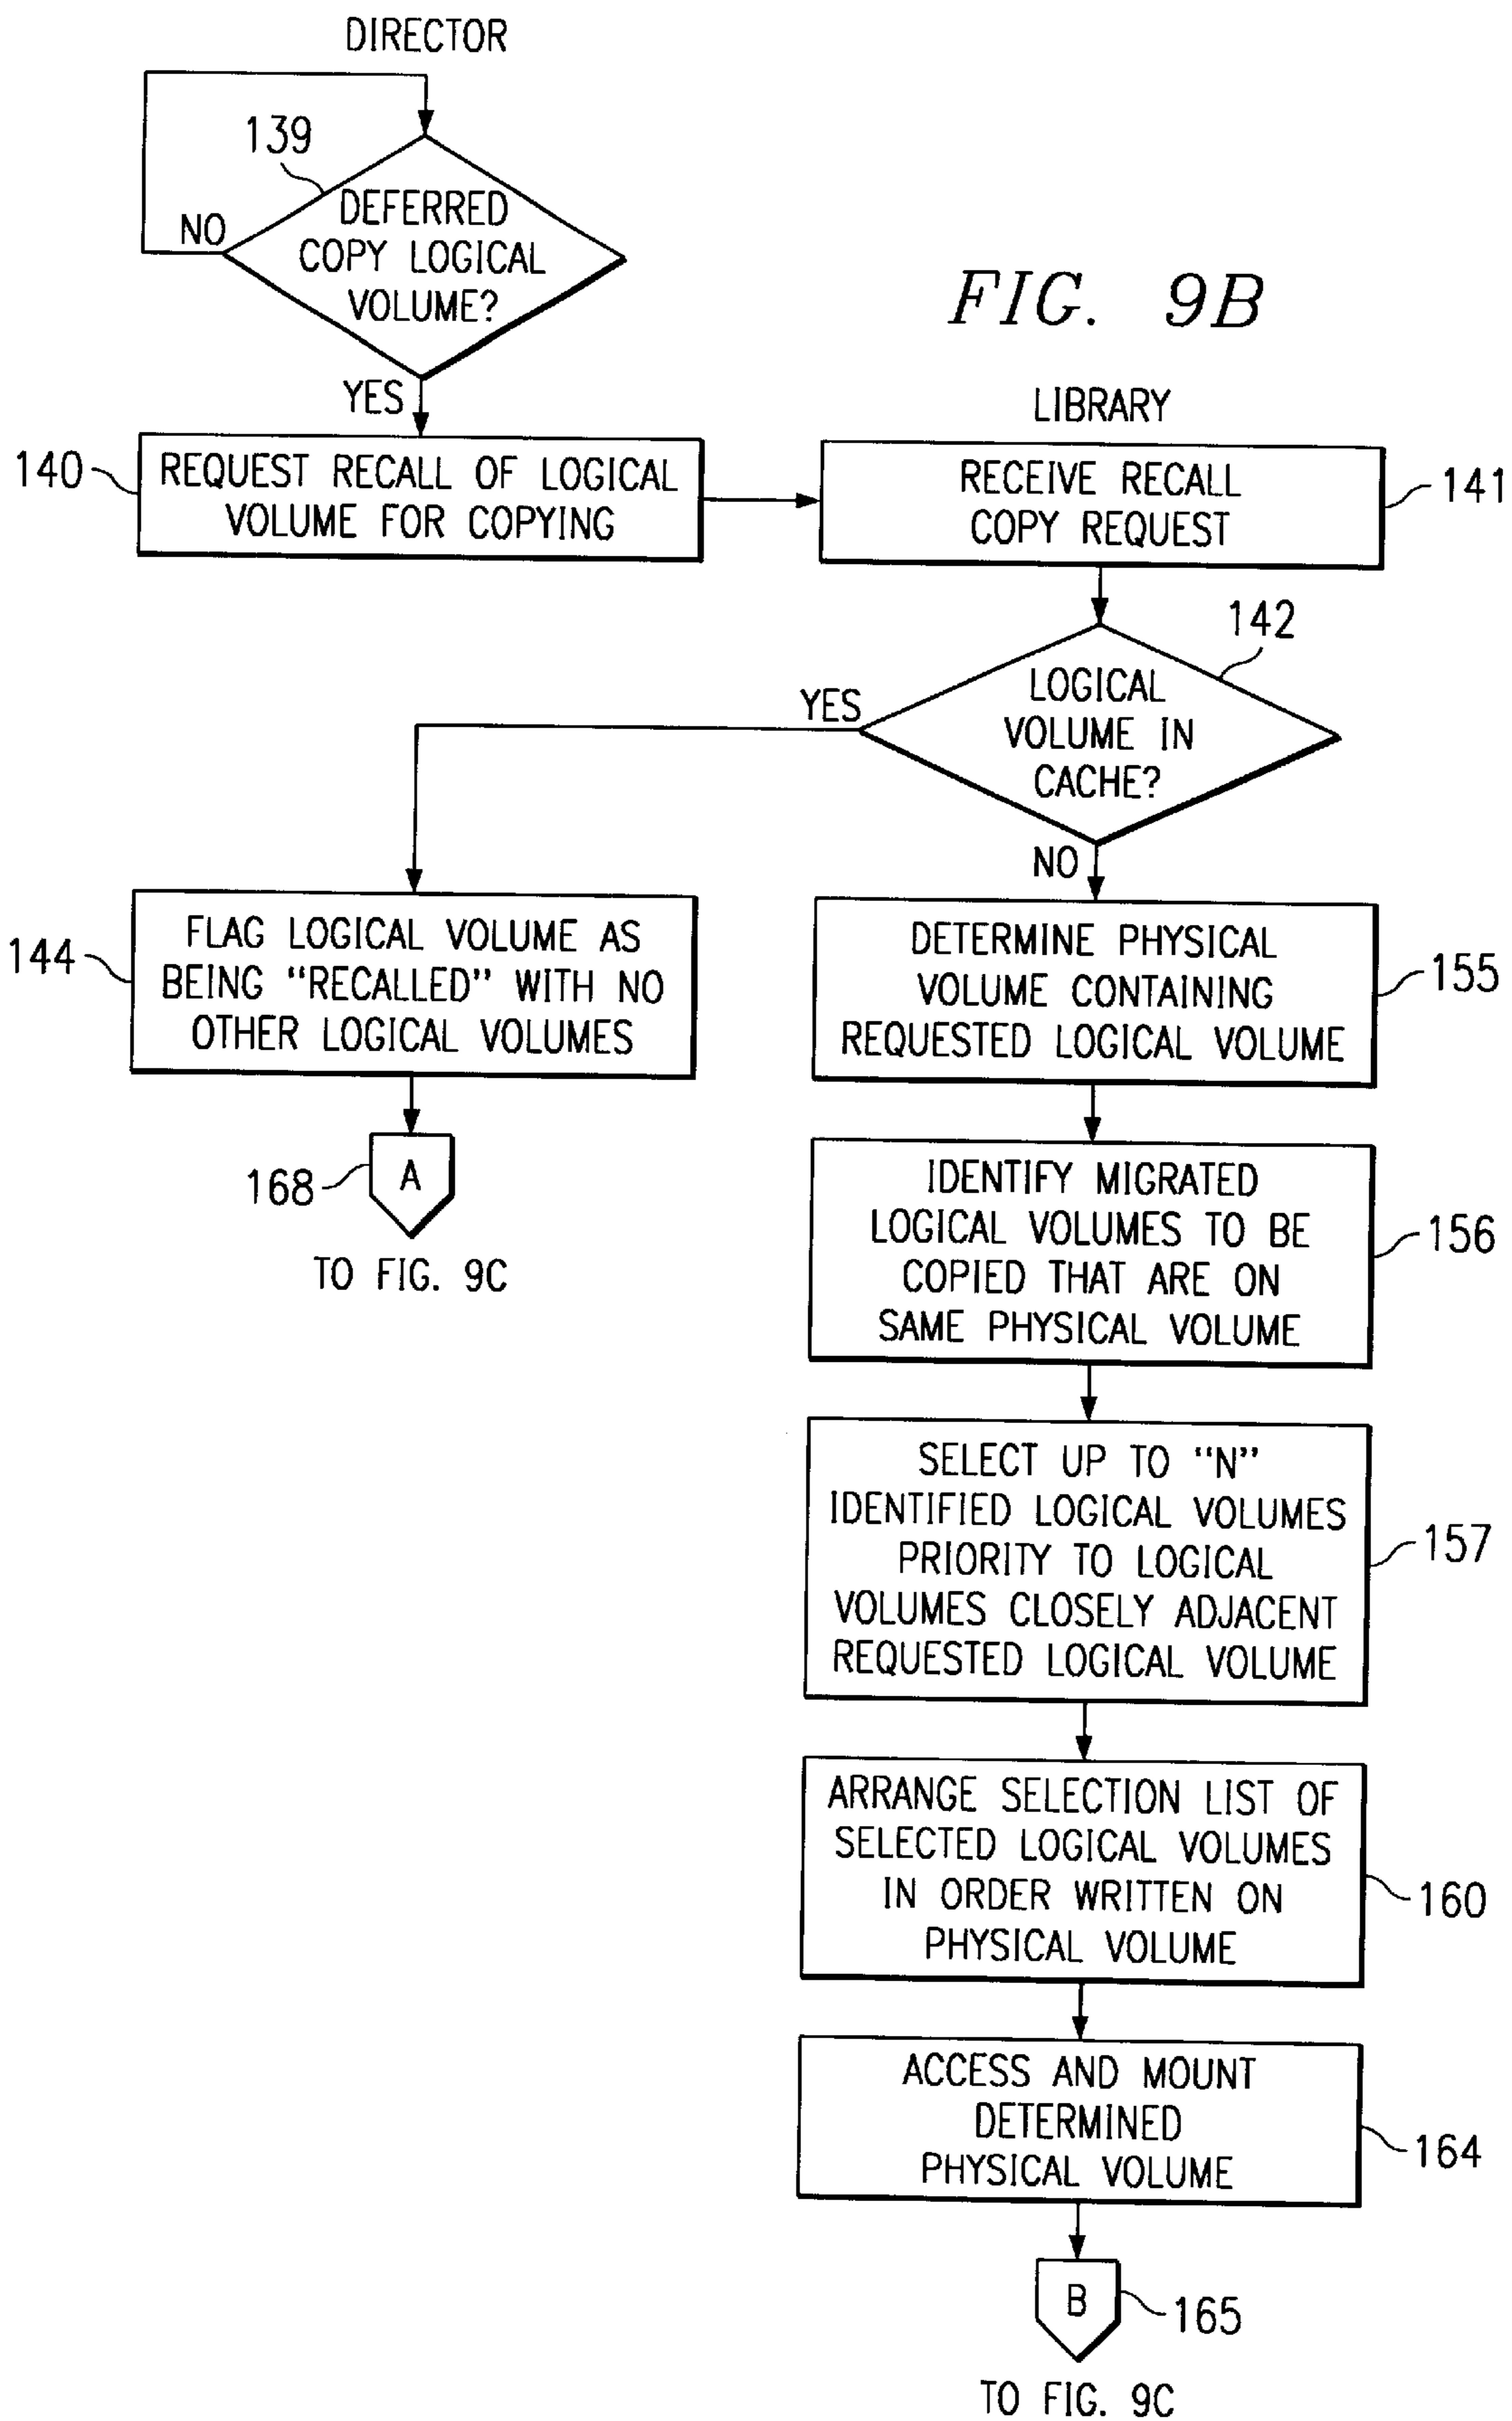 DIRECTOR
139
DEFERRED
COPY LOGICAL
VOLUME?
NO
YES
FIG. 9B
LIBRARY
140
REQUEST RECALL OF LOGICAL
VOLUME FOR COPYING
RECEIVE RECALL
COPY REQUEST
141
142
LOGICAL
VOLUME IN
CACHE?
YES
NO
144
FLAG LOGICAL VOLUME AS
BEING "RECALLED" WITH NO
OTHER LOGICAL VOLUMES
168
A
TO FIG. 9C
DETERMINE PHYSICAL
VOLUME CONTAINING
REQUESTED LOGICAL VOLUME
155
IDENTIFY MIGRATED
LOGICAL VOLUMES TO BE
COPIED THAT ARE ON
SAME PHYSICAL VOLUME
156
SELECT UP TO "N"
IDENTIFIED LOGICAL VOLUMES
PRIORITY TO LOGICAL
VOLUMES CLOSELY ADJACENT
REQUESTED LOGICAL VOLUME
157
ARRANGE SELECTION LIST OF
SELECTED LOGICAL VOLUMES
IN ORDER WRITTEN ON
PHYSICAL VOLUME
160
ACCESS AND MOUNT
DETERMINED
PHYSICAL VOLUME
164
B
165
TO FIG. 9C